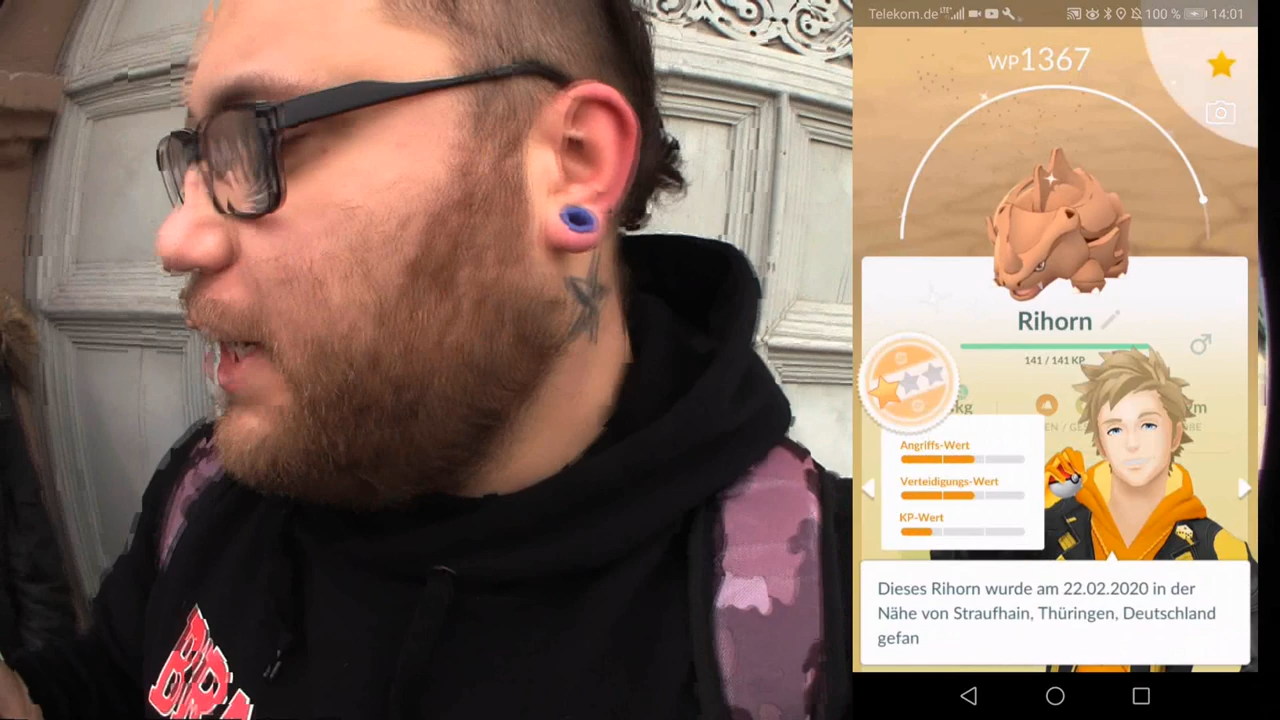 Telekom.de 100 % 14:01
WP1367
Rihorn
141 / 141 KP
kg
m
Angriffs-Wert
Verteidigungs-Wert
KP-Wert
Dieses Rihorn wurde am 22.02.2020 in der
Nähe von Straufhain, Thüringen, Deutschland
gefan